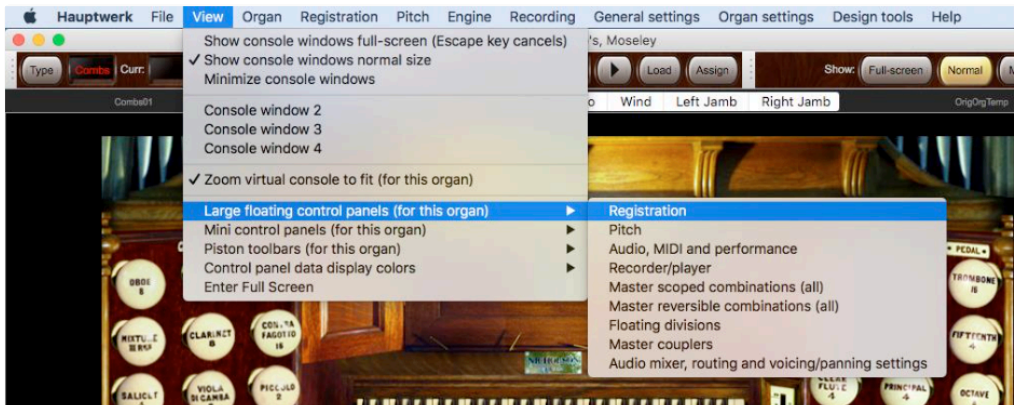 Hauptwerk File View Organ Registration Pitch Engine Recording General settings Organ settings Design tools Help
Show console windows full-screen (Escape key cancels)
's, Moseley
✓ Show console windows normal size
Minimize console windows
Type Combs Curr: Load Assign Show: Full-screen Normal
Combs01 o Wind Left Jamb Right Jamb OrigOrgTemp
Console window 2
Console window 3
Console window 4
✓ Zoom virtual console to fit (for this organ)
Large floating control panels (for this organ)
Mini control panels (for this organ)
Piston toolbars (for this organ)
Control panel data display colors
Enter Full Screen
Registration
Pitch
Audio, MIDI and performance
Recorder/player
Master scoped combinations (all)
Master reversible combinations (all)
Floating divisions
Master couplers
Audio mixer, routing and voicing/panning settings
OBOE
8
MIXTURE
CLARINET
8
CONTRA
FAGOTTO
16
SALICET
4
VIOLA
DI GAMBA
PICCOLO
2
NICHOLSON
• PEDAL •
TROMBONE
16
FIFTEENTH
4
CLEAR
FLUTE
4
PRINCIPAL
4
OCTAVE